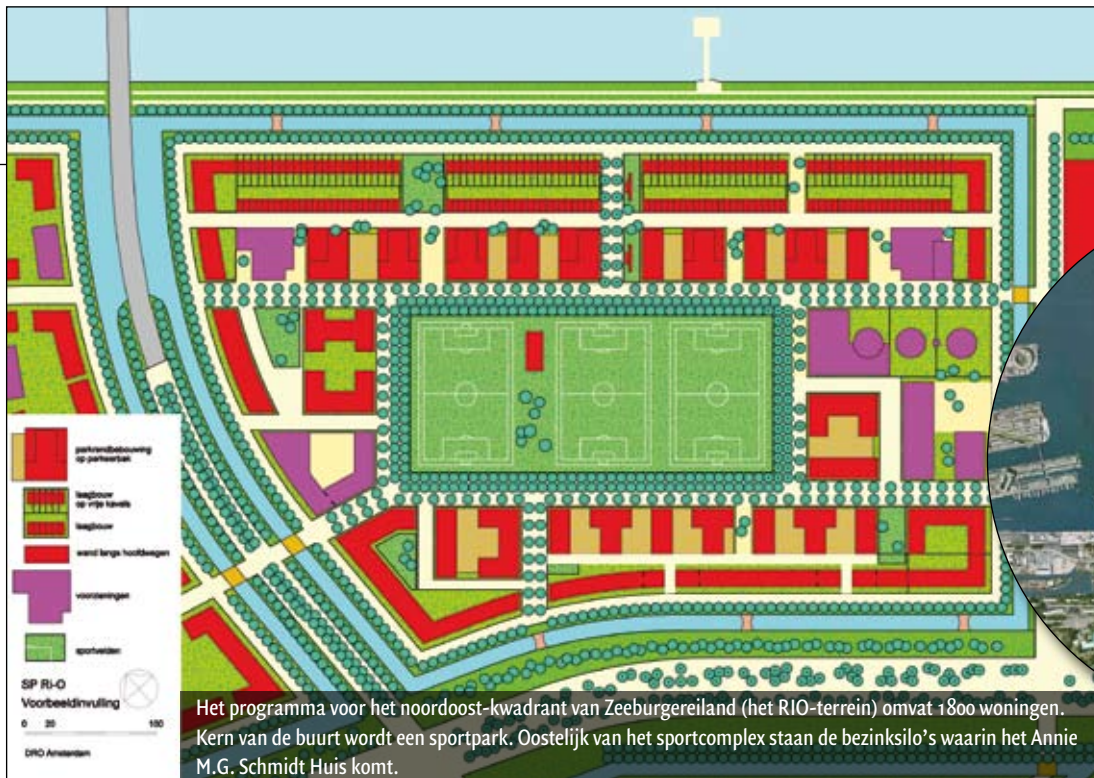 parkrandbebouwing
op parkeerbak
laagbouw
op vrije kavels
laagbouw
wand langs hoofdwegen
voorzieningen
sportvelden
SP RI-O
Voorbeeldinvulling
0 20 100
DRO Amsterdam
Het programma voor het noordoost-kwadrant van Zeeburgereiland (het RIO-terrein) omvat 1800 woningen.
Kern van de buurt wordt een sportpark. Oostelijk van het sportcomplex staan de bezinksilo's waarin het Annie
M.G. Schmidt Huis komt.